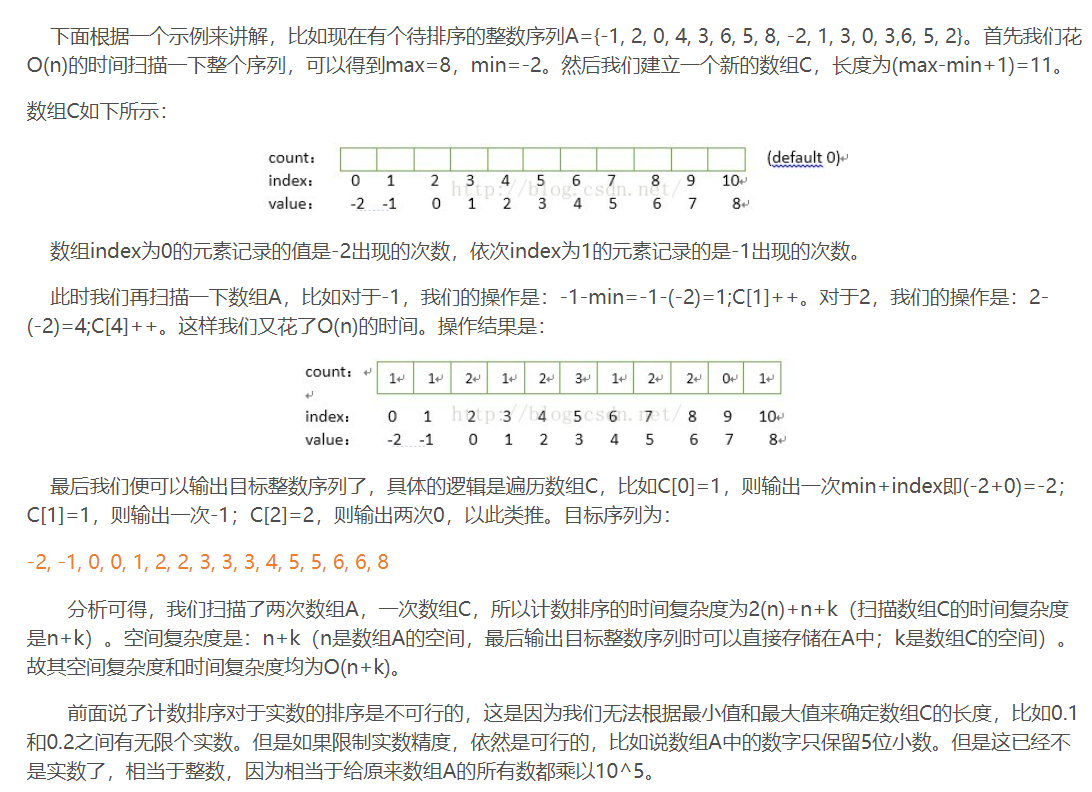 下面根据一个示例来讲解，比如现在有个待排序的整数序列A={-1, 2, 0, 4, 3, 6, 5, 8, -2, 1, 3, 0, 3,6, 5, 2}。首先我们花
O(n)的时间扫描一下整个序列，可以得到max=8，min=-2。然后我们建立一个新的数组C，长度为(max-min+1)=11。
数组C如下所示：
count： (default 0)↵
index： 0 1 2 3 4 5 6 7 8 9 10↵
http://blog.csdn.net/
value： -2 -1 0 1 2 3 4 5 6 7 8↵
数组index为0的元素记录的值是-2出现的次数，依次index为1的元素记录的是-1出现的次数。
此时我们再扫描一下数组A，比如对于-1，我们的操作是：-1-min=-1-(-2)=1;C[1]++。对于2，我们的操作是：2-
(-2)=4;C[4]++。这样我们又花了O(n)的时间。操作结果是：
count： ↵ 1↵ 1↵ 2↵ 1↵ 2↵ 3↵ 1↵ 2↵ 2↵ 0↵ 1↵
↵
index： 0 1 2 3 4 5 6 7 8 9 10↵
http://blog.csdn.net/
value： -2 -1 0 1 2 3 4 5 6 7 8↵
最后我们便可以输出目标整数序列了，具体的逻辑是遍历数组C，比如C[0]=1，则输出一次min+index即(-2+0)=-2；
C[1]=1，则输出一次-1；C[2]=2，则输出两次0，以此类推。目标序列为：
-2, -1, 0, 0, 1, 2, 2, 3, 3, 3, 4, 5, 5, 6, 6, 8
分析可得，我们扫描了两次数组A，一次数组C，所以计数排序的时间复杂度为2(n)+n+k（扫描数组C的时间复杂度
是n+k）。空间复杂度是：n+k（n是数组A的空间，最后输出目标整数序列时可以直接存储在A中；k是数组C的空间）。
故其空间复杂度和时间复杂度均为O(n+k)。
前面说了计数排序对于实数的排序是不可行的，这是因为我们无法根据最小值和最大值来确定数组C的长度，比如0.1
和0.2之间有无限个实数。但是如果限制实数精度，依然是可行的，比如说数组A中的数字只保留5位小数。但是这已经不
是实数了，相当于整数，因为相当于给原来数组A的所有数都乘以10^5。